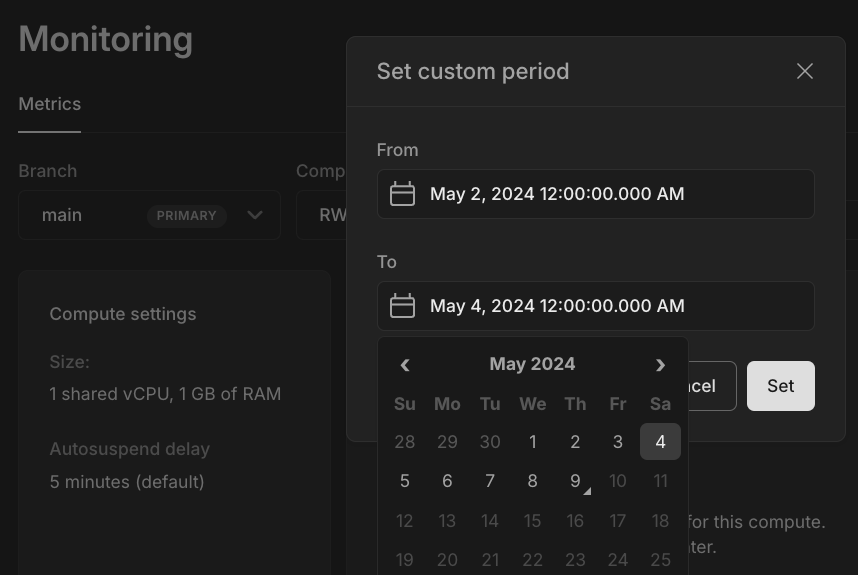 Monitoring
Metrics
Branch
Comp
main PRIMARY
RW
Compute settings
Size:
1 shared vCPU, 1 GB of RAM
Autosuspend delay
5 minutes (default)
Set custom period
From
May 2, 2024 12:00:00.000 AM
To
May 4, 2024 12:00:00.000 AM
May 2024
Su Mo Tu We Th Fr Sa
28 29 30 1 2 3 4
5 6 7 8 9 10 11
12 13 14 15 16 17 18
19 20 21 22 23 24 25
ncel
Set
for this compute.
ter.